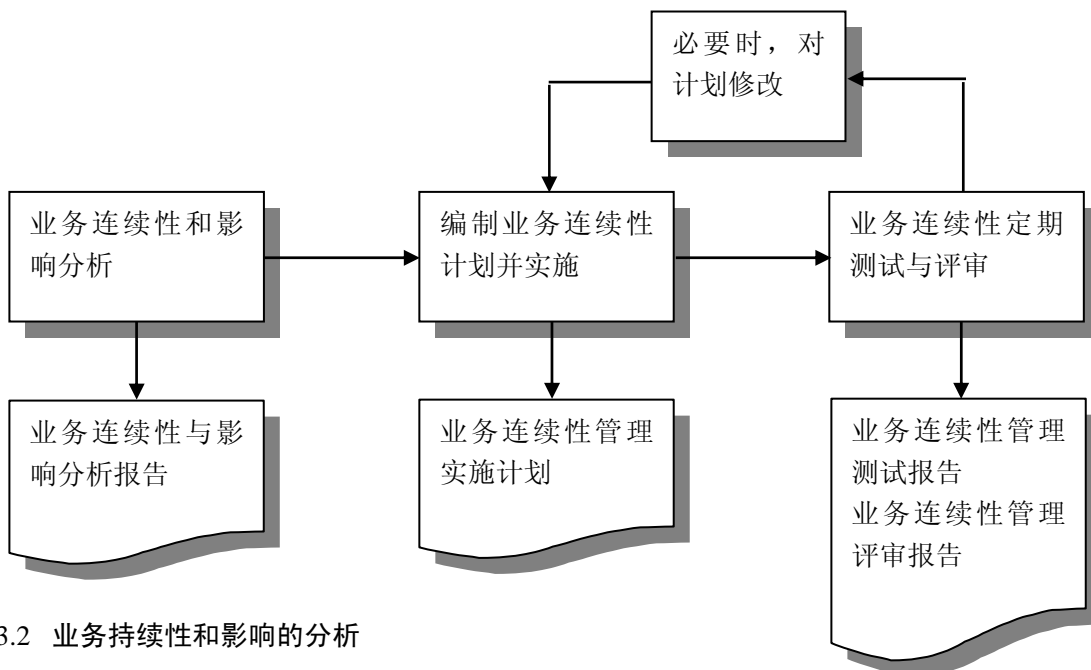 必要时，对
计划修改
业务连续性和影
响分析
编制业务连续性
计划并实施
业务连续性定期
测试与评审
业务连续性与影
响分析报告
业务连续性管理
实施计划
业务连续性管理
测试报告
业务连续性管理
评审报告
3.2 业务持续性和影响的分析